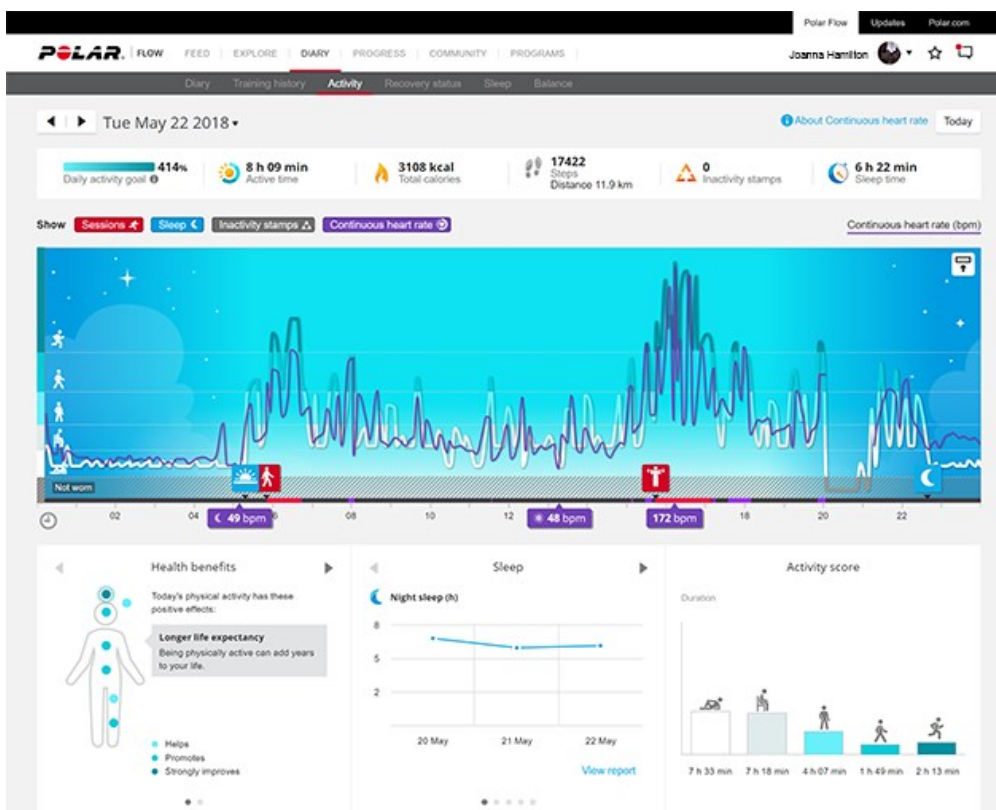 Polar Flow Updates Polar.com
POLAR. FLOW FEED EXPLORE DIARY PROGRESS COMMUNITY PROGRAMS Joanna Hamilton
Diary Training history Activity Recovery status Sleep Balance
Tue May 22 2018 About Continuous heart rate Today
414%
Daily activity goal
8 h 09 min
Active time
3108 kcal
Total calories
17422
Steps
Distance 11.9 km
0
Inactivity stamps
6 h 22 min
Sleep time
Show Sessions Sleep Inactivity stamps Continuous heart rate Continuous heart rate (bpm)
Not worn
02 04 6 08 10 12 18 20 22
49 bpm 48 bpm 172 bpm
Health benefits
Today's physical activity has these
positive effects:
Longer life expectancy
Being physically active can add years
to your life.
Helps
Promotes
Strongly improves
Sleep
Night sleep (h)
8
5
2
20 May 21 May 22 May
View report
Activity score
Duration
7 h 33 min 7 h 18 min 4 h 07 min 1 h 49 min 2 h 13 min